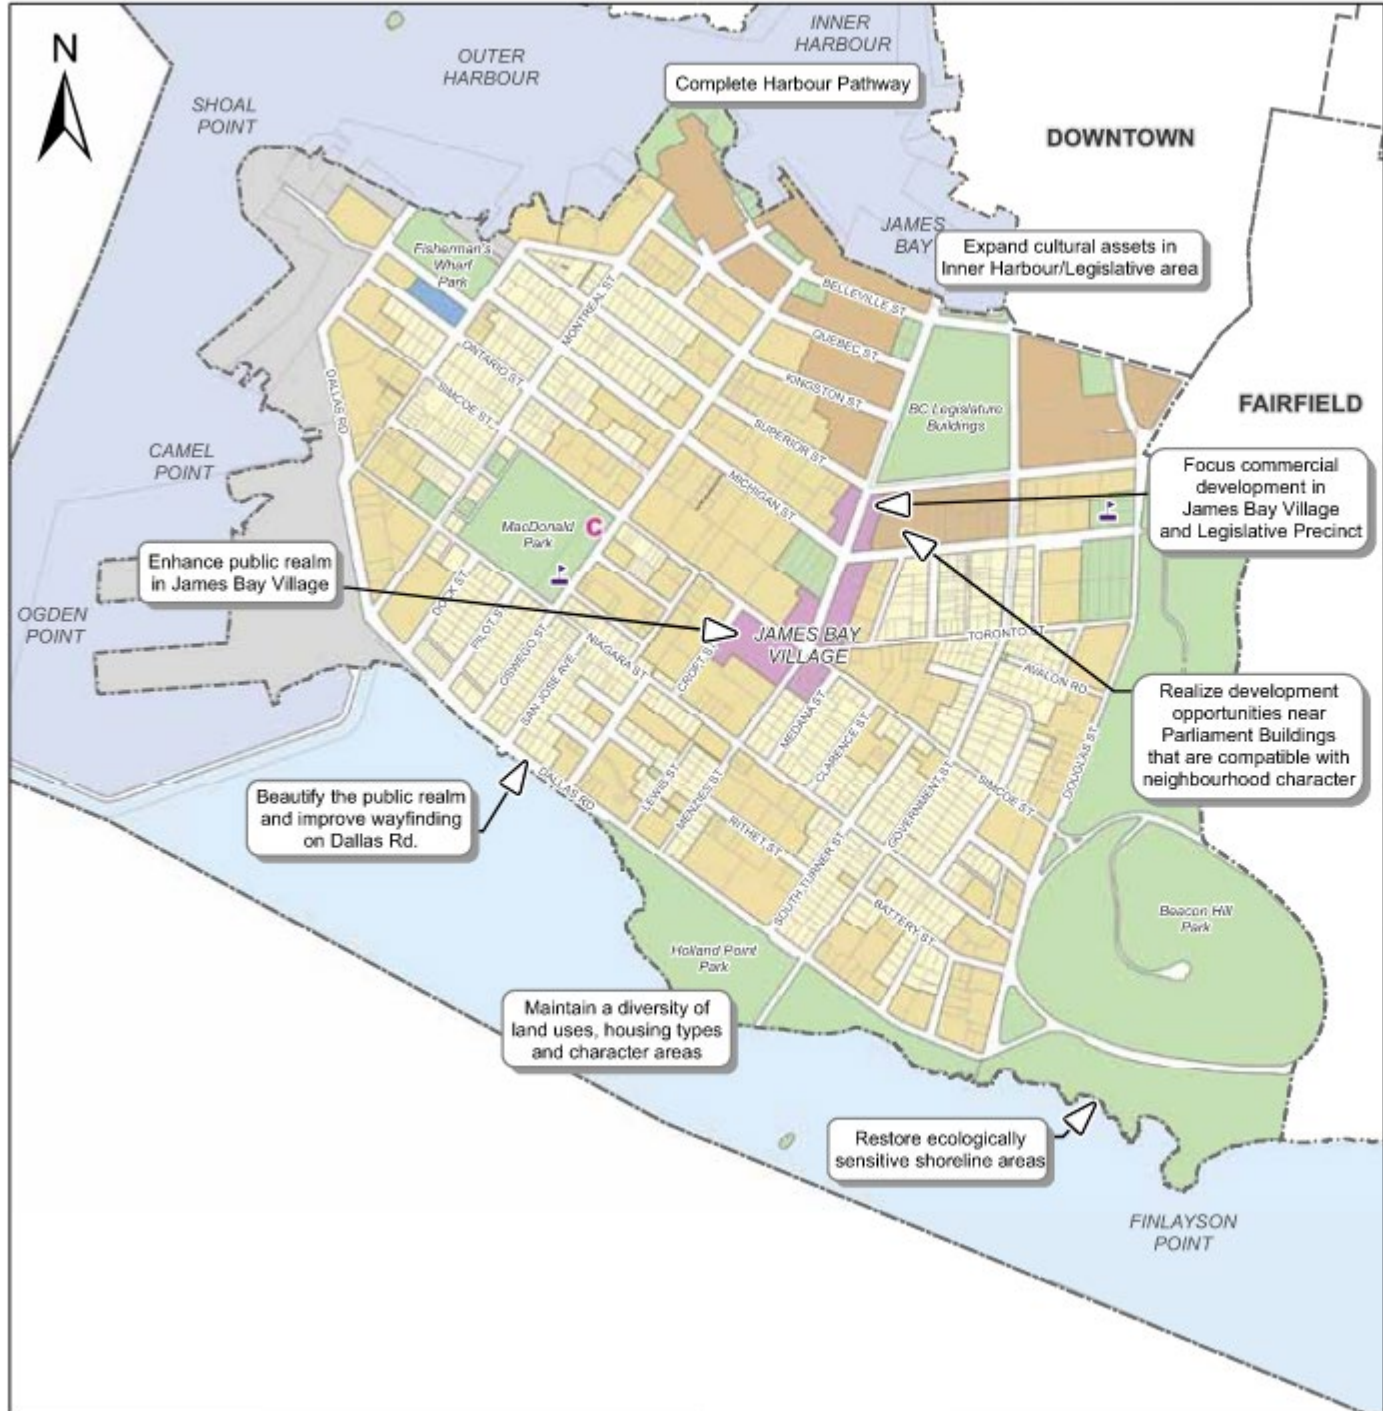 N
OUTER
HARBOUR
INNER
HARBOUR
Complete Harbour Pathway
SHOAL
POINT
DOWNTOWN
JAMES
BAY
Expand cultural assets in
Inner Harbour/Legislative area
Fisherman's
Wharf
Park
BELLEVILLE ST
MONTREAL ST
QUEBEC ST
KINGSTON ST
ONTARIO ST
SIMCOE ST
DALLAS RD
BC Legislature
Buildings
FAIRFIELD
SUPERIOR ST
MICHIGAN ST
CAMEL
POINT
Focus commercial
development in
James Bay Village
and Legislative Precinct
MacDonald
Park
C
Enhance public realm
in James Bay Village
OGDEN
POINT
DOCK ST
PILOT S
OSWEGO ST
SAN JOSE AVE
NIAGARA ST
CROFT S
JAMES BAY
VILLAGE
TORONTO ST
AVALON RD
Realize development
opportunities near
Parliament Buildings
that are compatible with
neighbourhood character
MEDANA ST
CLARENCE ST
DOUGLAS ST
SIMCOE ST
GOVERNMENT ST
Beautify the public realm
and improve wayfinding
on Dallas Rd.
DALLAS RD
LEWIS ST
MENZIES ST
RITHET ST
SOUTH TURNER ST
BATTERY ST
Beacon Hill
Park
Holland Point
Park
Maintain a diversity of
land uses, housing types
and character areas
Restore ecologically
sensitive shoreline areas
FINLAYSON
POINT